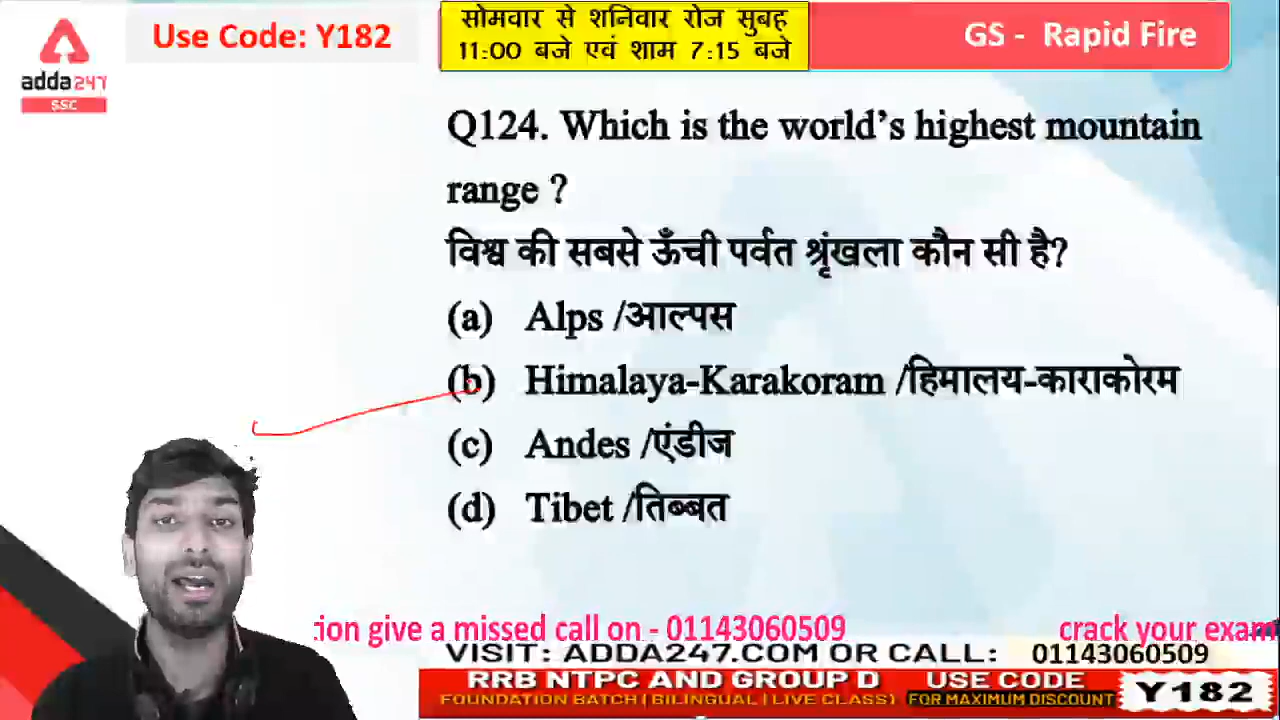 Use Code: Y182
सोमवार से शनिवार रोज सुबह
11:00 बजे एवं शाम 7:15 बजे
GS - Rapid Fire
adda247
SSC
Q124. Which is the world's highest mountain
range ?
विश्व की सबसे ऊँची पर्वत श्रृंखला कौन सी है?
(a) Alps /आल्पस
(b) Himalaya-Karakoram /हिमालय-काराकोरम
(c) Andes /एंडीज
(d) Tibet /तिब्बत
tion give a missed call on - 01143060509 crack your exam
VISIT: ADDA247.COM OR CALL: 01143060509
RRB NTPC AND GROUP D USE CODE
FOUNDATION BATCH ( BILINGUAL | LIVE CLASS) FOR MAXIMUM DISCOUNT
Y182